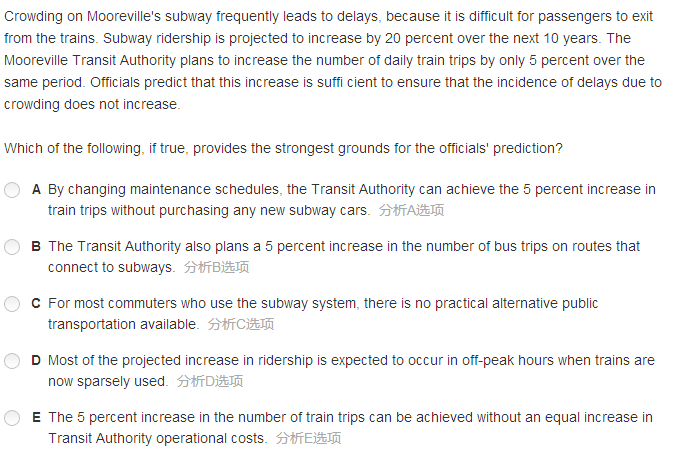 Crowding on Mooreville's subway frequently leads to delays, because it is difficult for passengers to exit
from the trains. Subway ridership is projected to increase by 20 percent over the next 10 years. The
Mooreville Transit Authority plans to increase the number of daily train trips by only 5 percent over the
same period. Officials predict that this increase is suffi cient to ensure that the incidence of delays due to
crowding does not increase.
Which of the following, if true, provides the strongest grounds for the officials' prediction?
A By changing maintenance schedules, the Transit Authority can achieve the 5 percent increase in
train trips without purchasing any new subway cars. 分析A选项
B The Transit Authority also plans a 5 percent increase in the number of bus trips on routes that
connect to subways. 分析B选项
C For most commuters who use the subway system, there is no practical alternative public
transportation available. 分析C选项
D Most of the projected increase in ridership is expected to occur in off-peak hours when trains are
now sparsely used. 分析D选项
E The 5 percent increase in the number of train trips can be achieved without an equal increase in
Transit Authority operational costs. 分析E选项